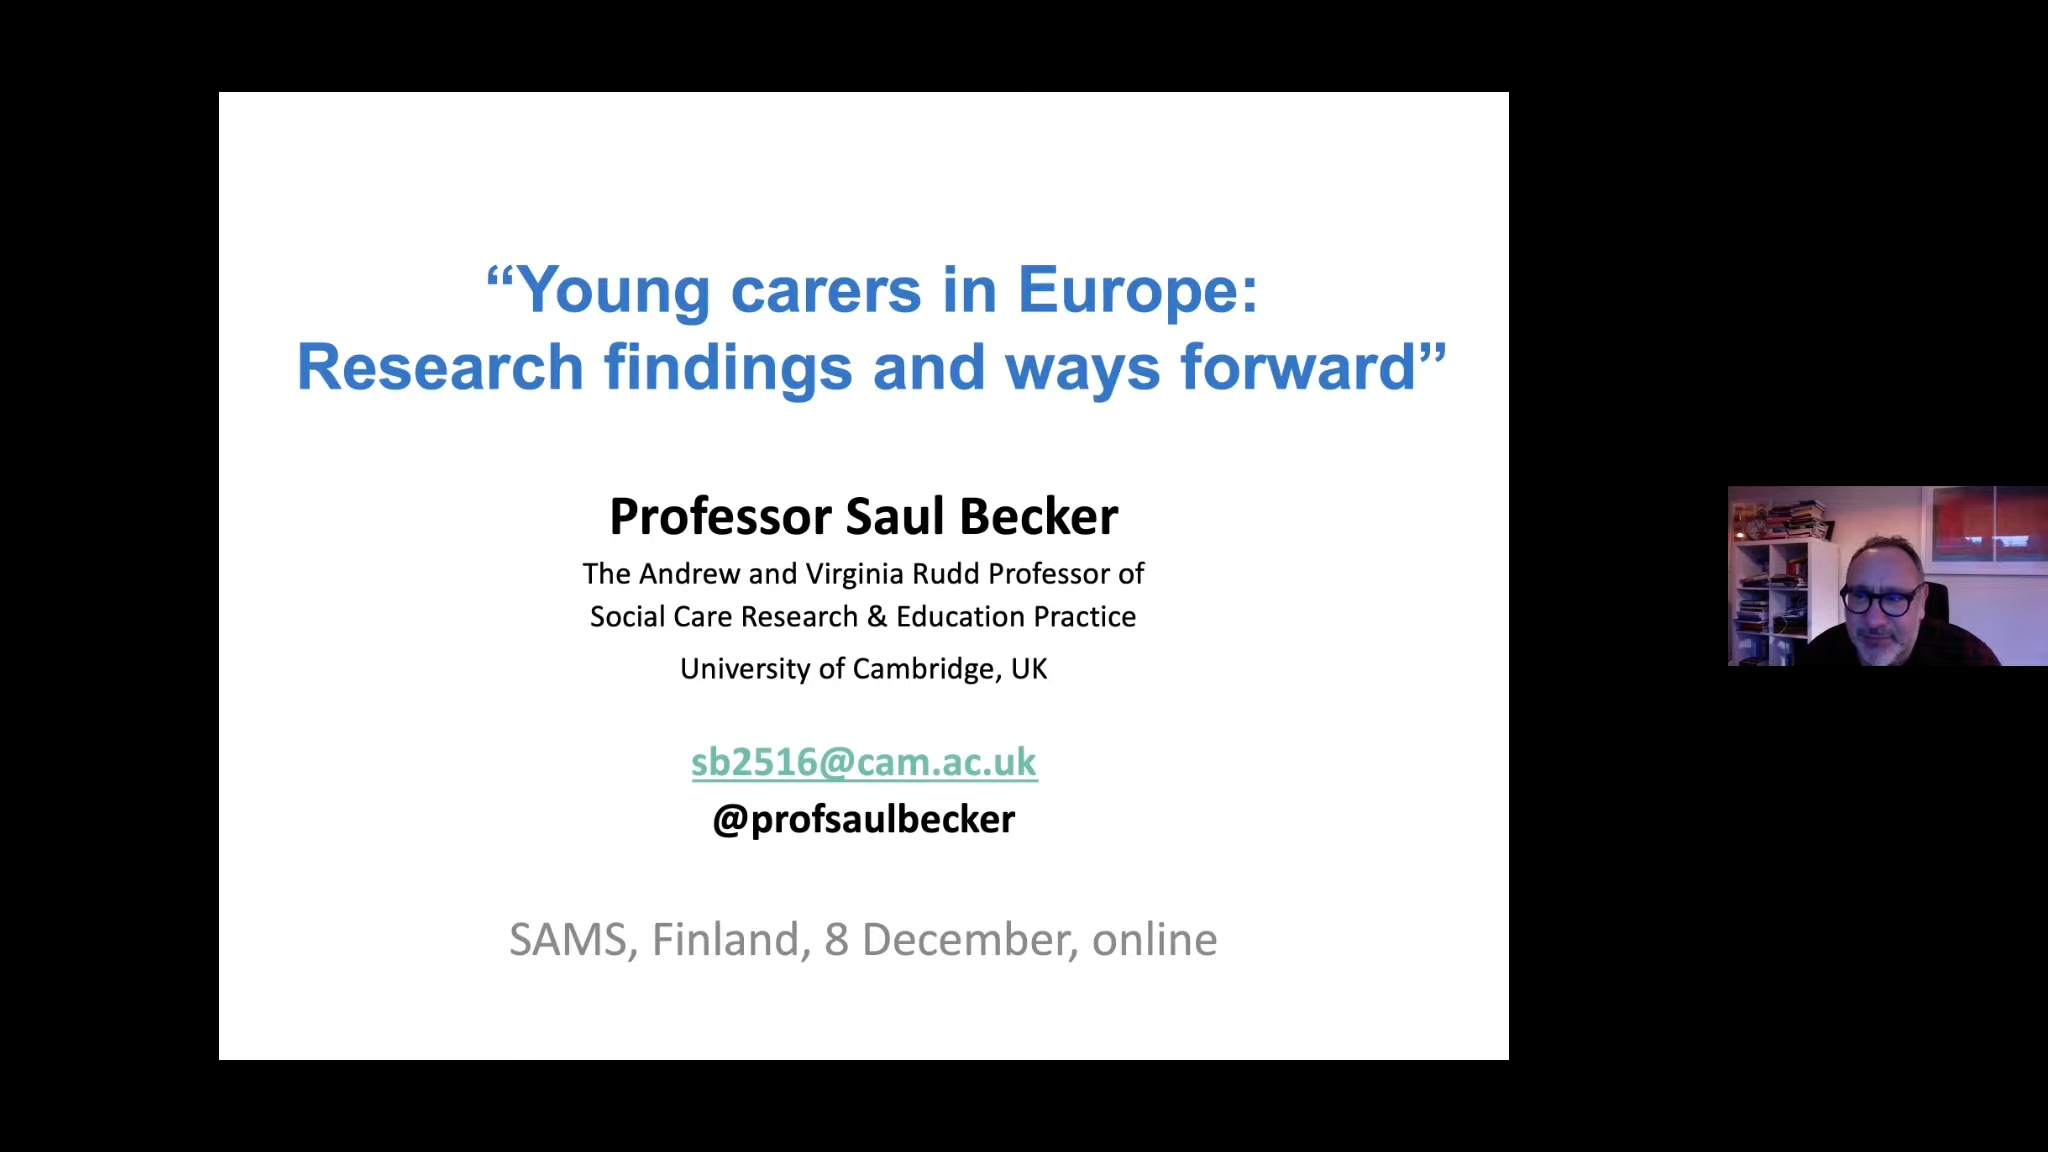 “Young carers in Europe:
Research findings and ways forward”
Professor Saul Becker
The Andrew and Virginia Rudd Professor of
Social Care Research & Education Practice
University of Cambridge, UK
sb2516@cam.ac.uk
@profsaulbecker
SAMS, Finland, 8 December, online